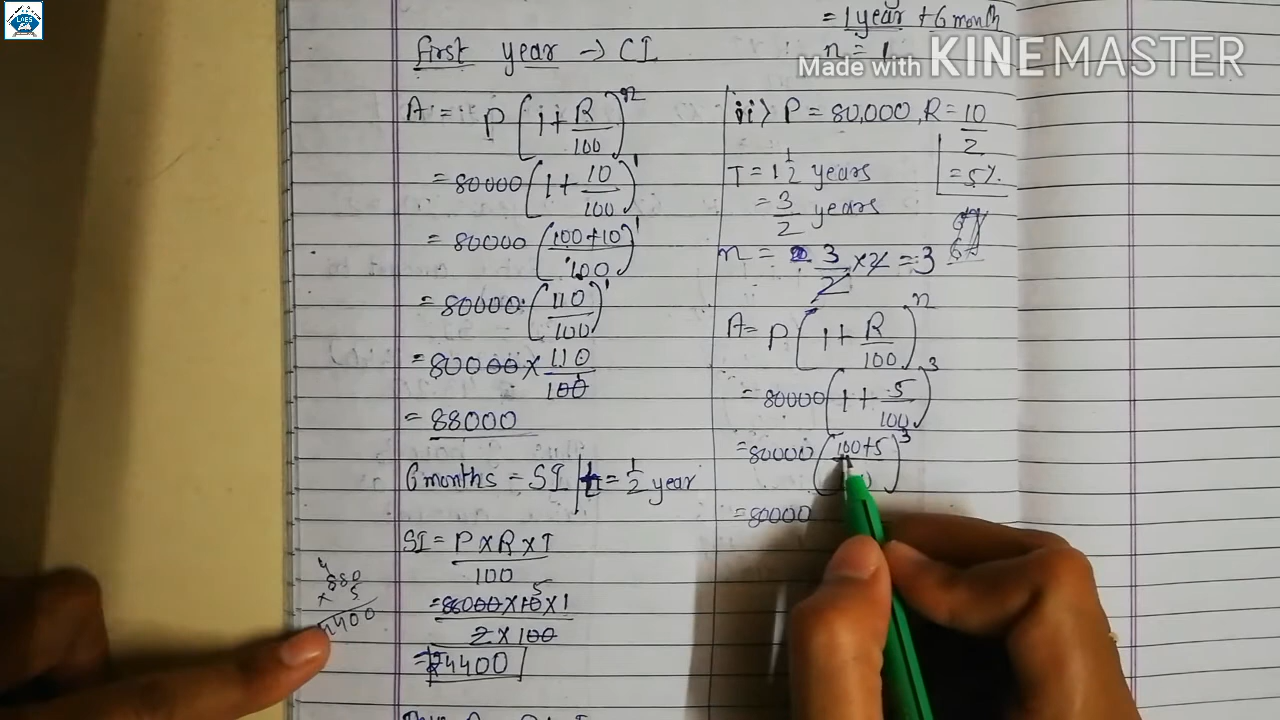 LAES
Made with KINEMASTER
= 1 year + 6 month
n = 1
first year → CI
A = P(1+R/100)^n
= 80000(1+10/100)^1
= 80000((100+10)/100)^1
= 80000(110/100)^1
= 80000 × 110/100
= 88000
6 months = SI | t = 1/2 year
SI = P×R×T/100
= 88000×10×1/2×100
5
= 4400
880
× 5
4400
ii) P = 80,000, R = 10/2
= 5%
T = 1 1/2 years
= 3/2 years
n = 3/2 × 2 = 3
A = P(1+R/100)^n
= 80000(1+5/100)^3
= 80000(100+5)^3
= 80000